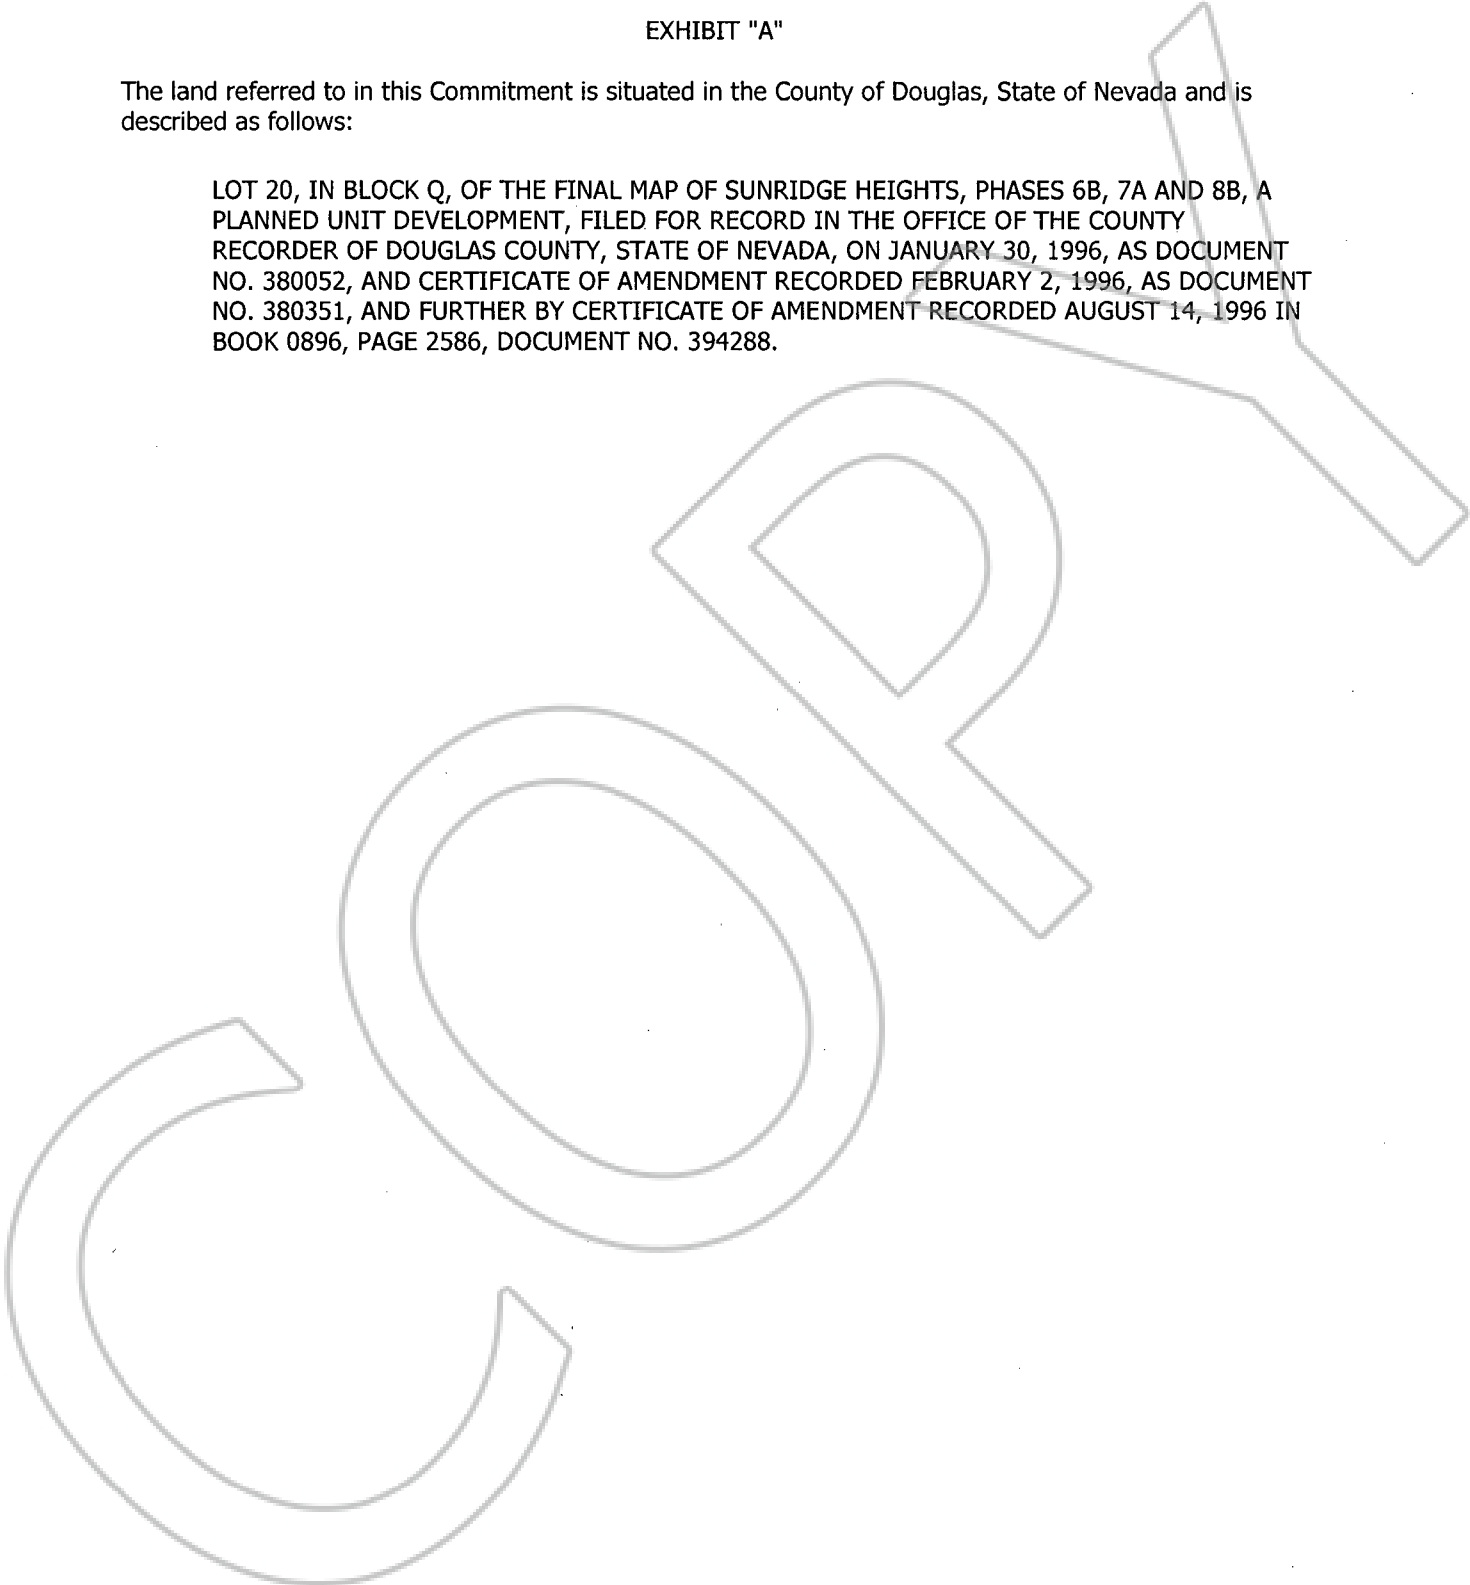 EXHIBIT "A"
The land referred to in this Commitment is situated in the County of Douglas, State of Nevada and is
described as follows:
LOT 20, IN BLOCK Q, OF THE FINAL MAP OF SUNRIDGE HEIGHTS, PHASES 6B, 7A AND 8B, A
PLANNED UNIT DEVELOPMENT, FILED FOR RECORD IN THE OFFICE OF THE COUNTY
RECORDER OF DOUGLAS COUNTY, STATE OF NEVADA, ON JANUARY 30, 1996, AS DOCUMENT
NO. 380052, AND CERTIFICATE OF AMENDMENT RECORDED FEBRUARY 2, 1996, AS DOCUMENT
NO. 380351, AND FURTHER BY CERTIFICATE OF AMENDMENT RECORDED AUGUST 14, 1996 IN
BOOK 0896, PAGE 2586, DOCUMENT NO. 394288.
COPY